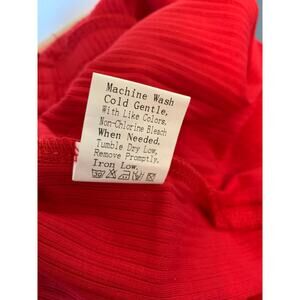 Machine Wash
Cold Gentle,
With Like Colors,
Non-Chlorine Bleach
When Needed,
Tumble Dry Low,
Remove Promptly,
Iron Low.